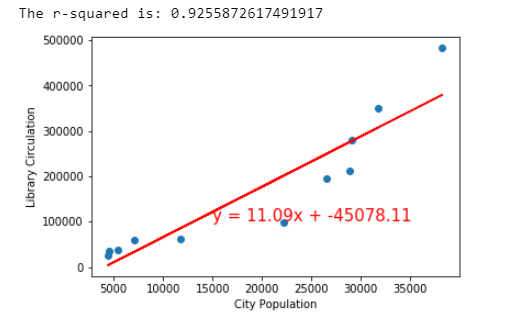 The r-squared is: 0.9255872617491917
500000
400000
300000
200000
100000
0
Library Circulation
y = 11.09x + -45078.11
5000 10000 15000 20000 25000 30000 35000
City Population